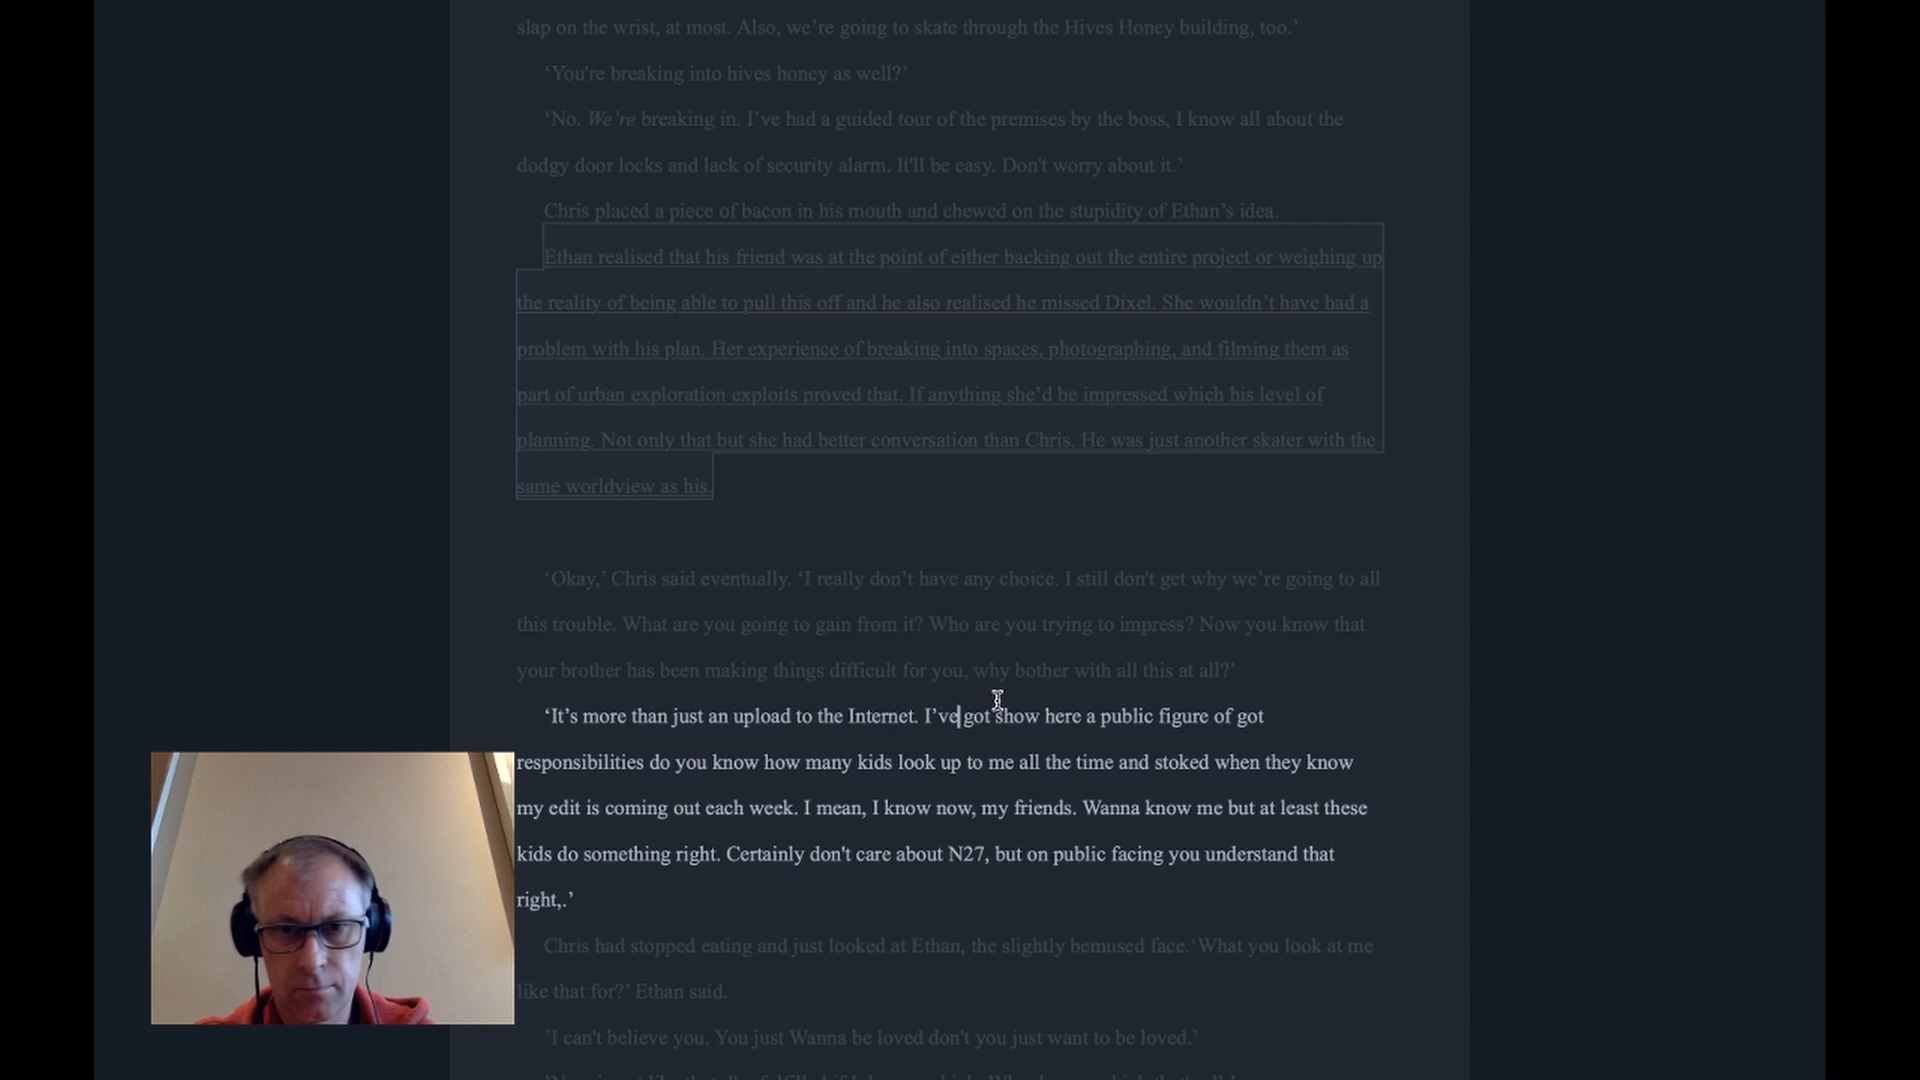 slap on the wrist, at most. Also, we’re going to skate through the Hives Honey building, too.’
‘You're breaking into hives honey as well?’
‘No. We’re breaking in. I’ve had a guided tour of the premises by the boss, I know all about the
dodgy door locks and lack of security alarm. It'll be easy. Don't worry about it.’
Chris placed a piece of bacon in his mouth and chewed on the stupidity of Ethan’s idea.
Ethan realised that his friend was at the point of either backing out the entire project or weighing up
the reality of being able to pull this off and he also realised he missed Dixel. She wouldn’t have had a
problem with his plan. Her experience of breaking into spaces, photographing, and filming them as
part of urban exploration exploits proved that. If anything she’d be impressed which his level of
planning. Not only that but she had better conversation than Chris. He was just another skater with the
same worldview as his.
‘Okay,’ Chris said eventually. ‘I really don’t have any choice. I still don't get why we’re going to all
this trouble. What are you going to gain from it? Who are you trying to impress? Now you know that
your brother has been making things difficult for you, why bother with all this at all?’
‘It’s more than just an upload to the Internet. I’ve got show here a public figure of got
responsibilities do you know how many kids look up to me all the time and stoked when they know
my edit is coming out each week. I mean, I know now, my friends. Wanna know me but at least these
kids do something right. Certainly don't care about N27, but on public facing you understand that
right,.’
Chris had stopped eating and just looked at Ethan, the slightly bemused face.‘What you look at me
like that for?’ Ethan said.
’I can't believe you. You just Wanna be loved don't you just want to be loved.’